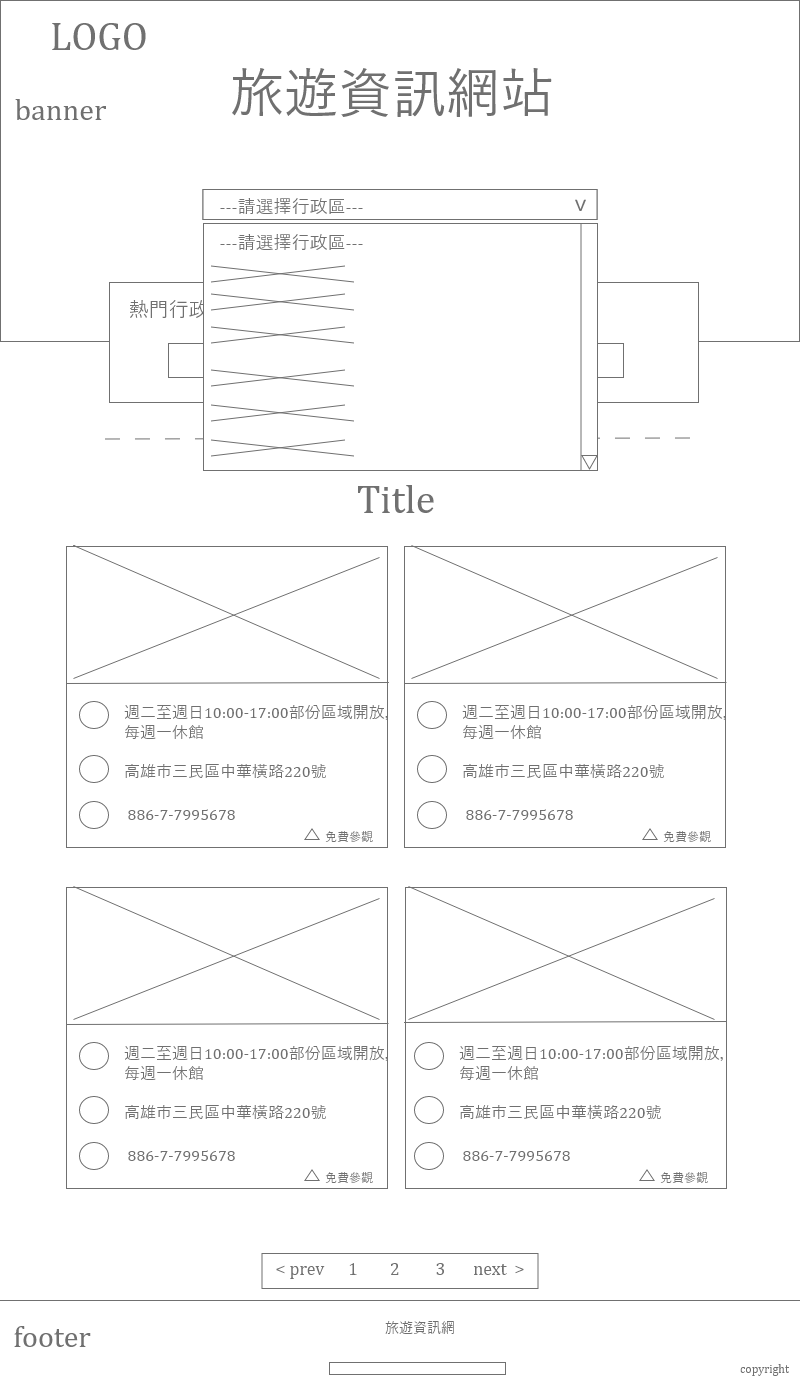 LOGO
旅遊資訊網站
banner
---請選擇行政區---
V
---請選擇行政區---
熱門行政
Title
週二至週日10:00-17:00部份區域開放,
每週一休館
高雄市三民區中華橫路220號
886-7-7995678
免費參觀
週二至週日10:00-17:00部份區域開放,
每週一休館
高雄市三民區中華橫路220號
886-7-7995678
免費參觀
週二至週日10:00-17:00部份區域開放,
每週一休館
高雄市三民區中華橫路220號
886-7-7995678
免費參觀
週二至週日10:00-17:00部份區域開放,
每週一休館
高雄市三民區中華橫路220號
886-7-7995678
免費參觀
< prev 1 2 3 next >
旅遊資訊網
footer
copyright